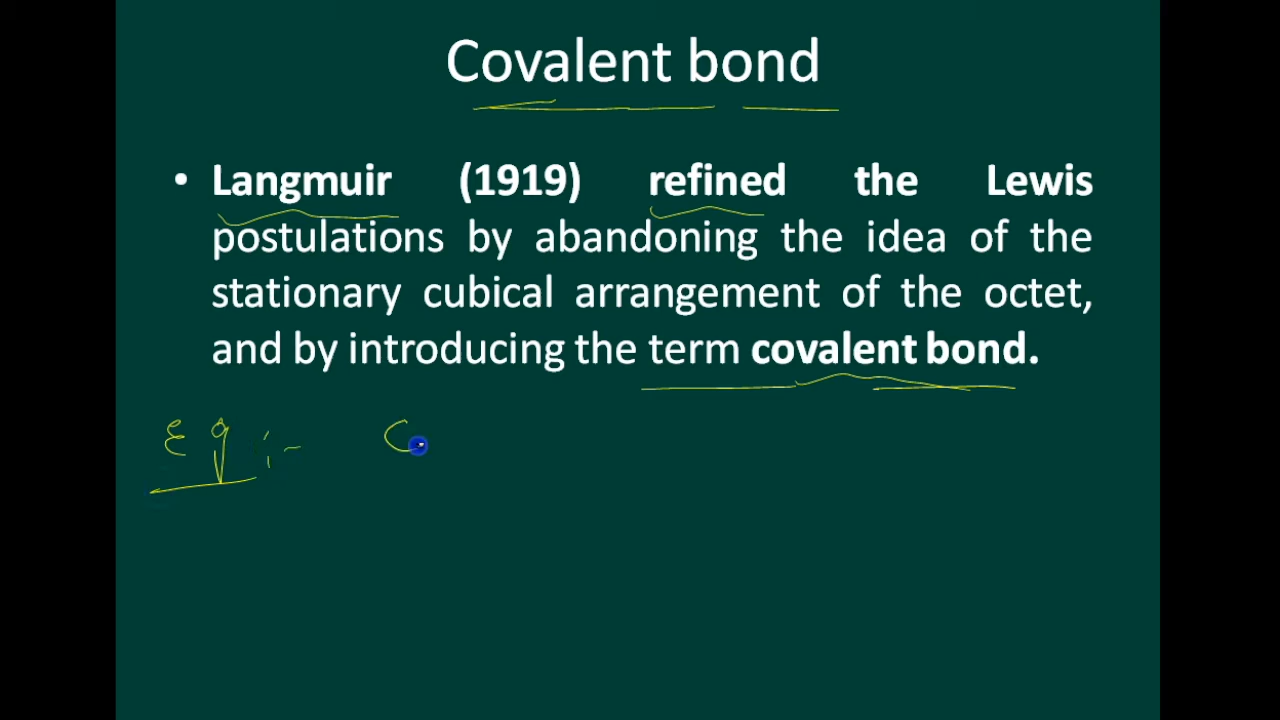 Covalent bond
• Langmuir (1919) refined the Lewis
postulations by abandoning the idea of the
stationary cubical arrangement of the octet,
and by introducing the term covalent bond.
Eg :- C